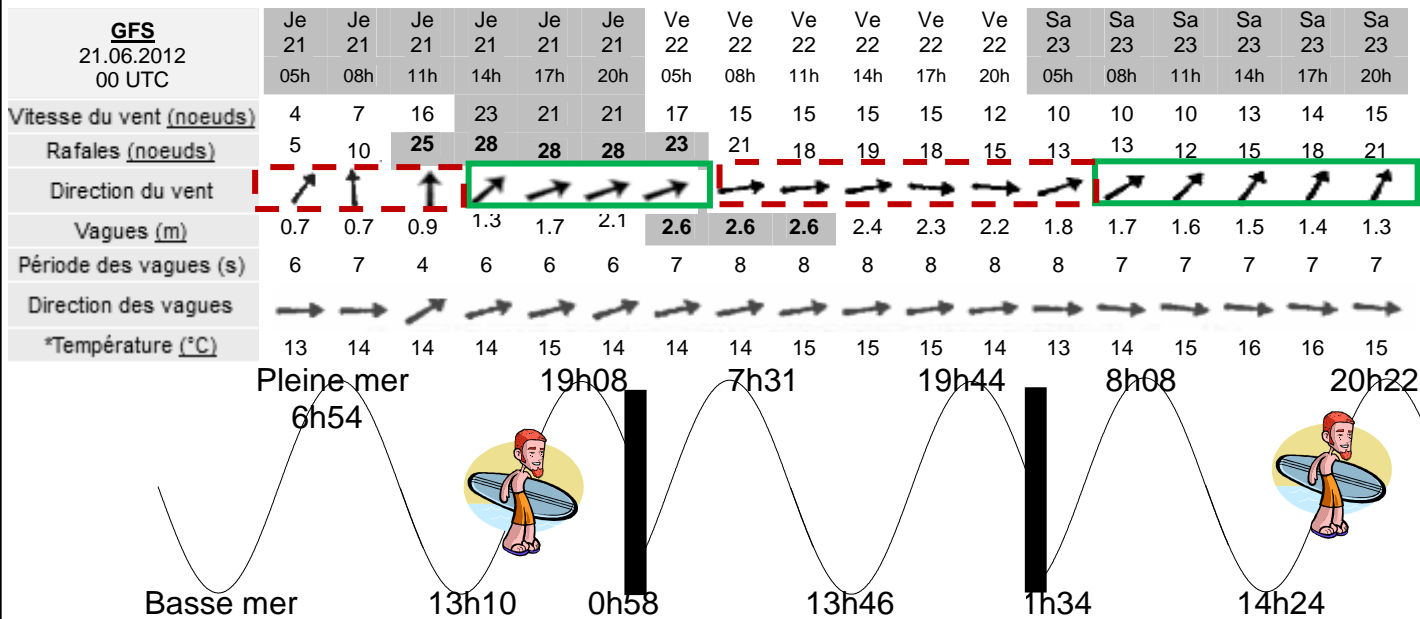 GFS
21.06.2012
00 UTC
Je Je Je Je Je Je Ve Ve Ve Ve Ve Ve Sa Sa Sa Sa Sa Sa
21 21 21 21 21 21 22 22 22 22 22 22 23 23 23 23 23 23
05h 08h 11h 14h 17h 20h 05h 08h 11h 14h 17h 20h 05h 08h 11h 14h 17h 20h
Vitesse du vent (noeuds) 4 7 16 23 21 21 17 15 15 15 15 12 10 10 10 13 14 15
Rafales (noeuds) 5 10 25 28 28 28 23 21 18 19 18 15 13 13 12 15 18 21
Direction du vent
Vagues (m) 0.7 0.7 0.9 1.3 1.7 2.1 2.6 2.6 2.6 2.4 2.3 2.2 1.8 1.7 1.6 1.5 1.4 1.3
Période des vagues (s) 6 7 4 6 6 6 7 8 8 8 8 8 8 7 7 7 7 7
Direction des vagues
*Température (°C) 13 14 14 14 15 14 14 14 15 15 15 14 13 14 15 16 16 15
Pleine mer 19h08 7h31 19h44 8h08 20h22
6h54
Basse mer 13h10 0h58 13h46 1h34 14h24